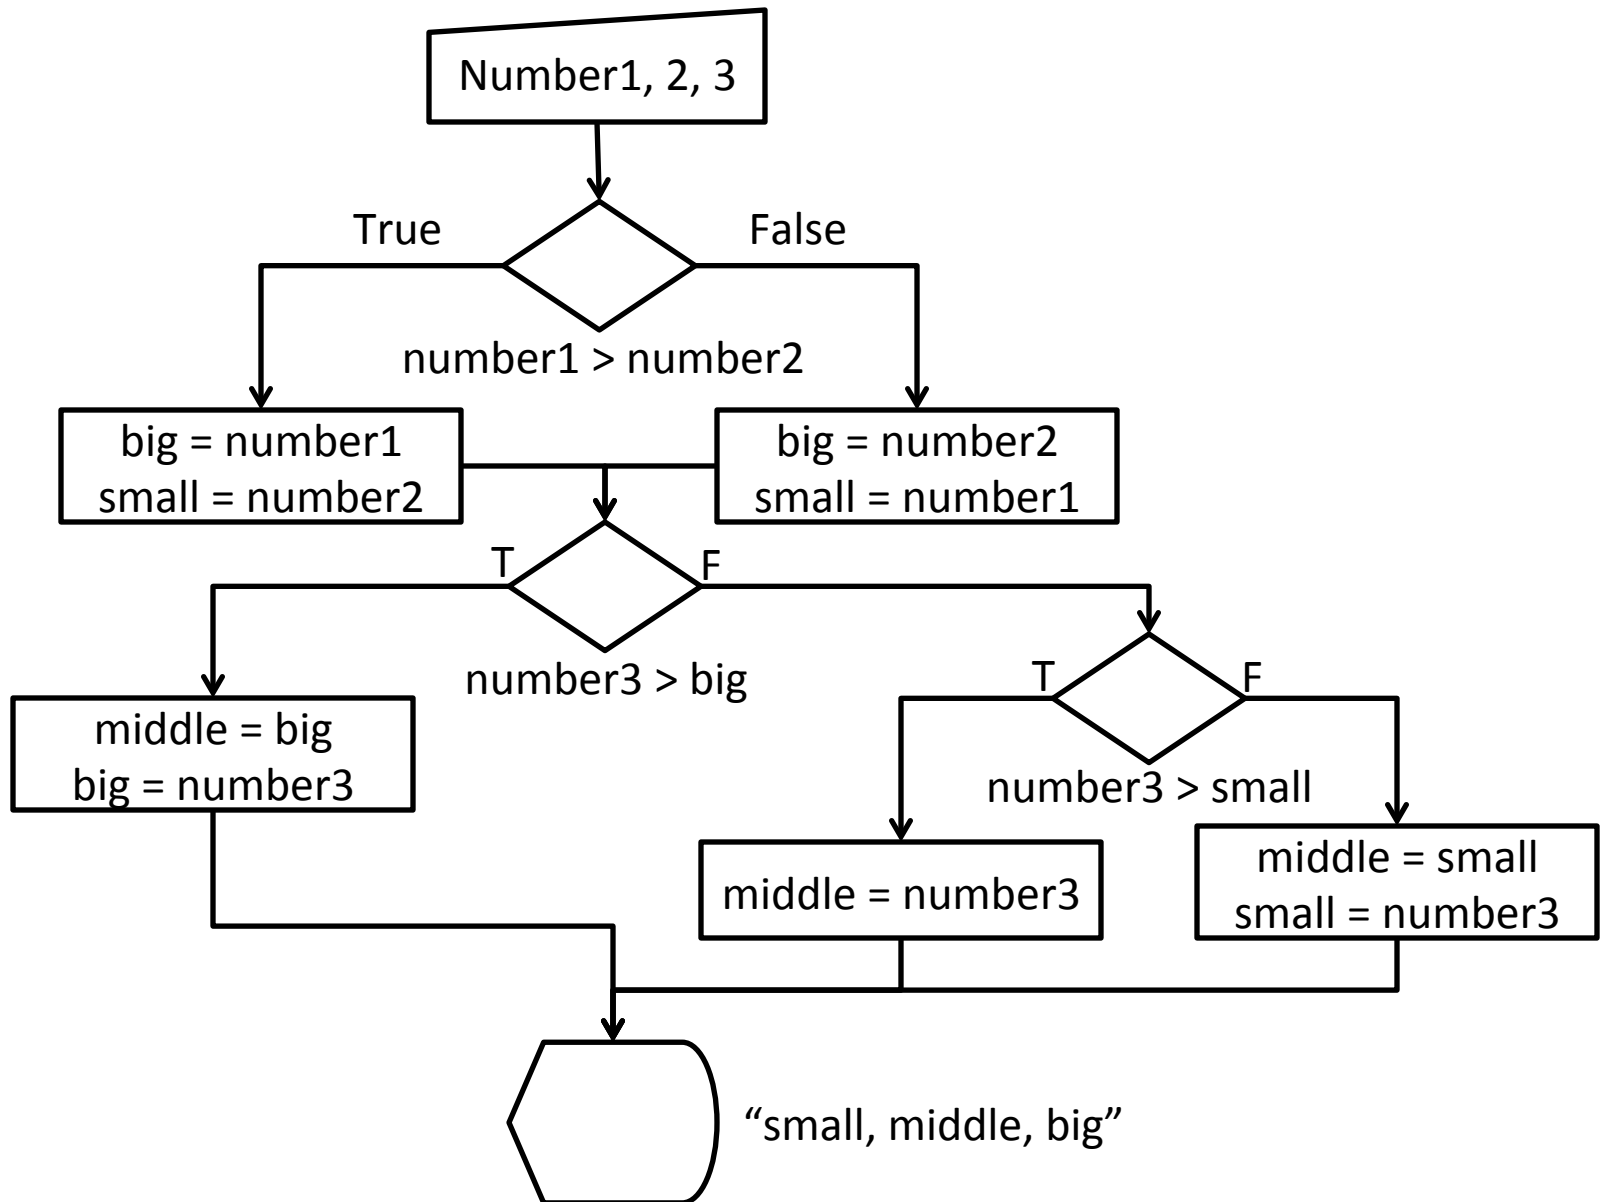 Number1, 2, 3
True
False
number1 > number2
big = number1
small = number2
big = number2
small = number1
T
F
number3 > big
T
F
number3 > small
middle = big
big = number3
middle = number3
middle = small
small = number3
“small, middle, big”